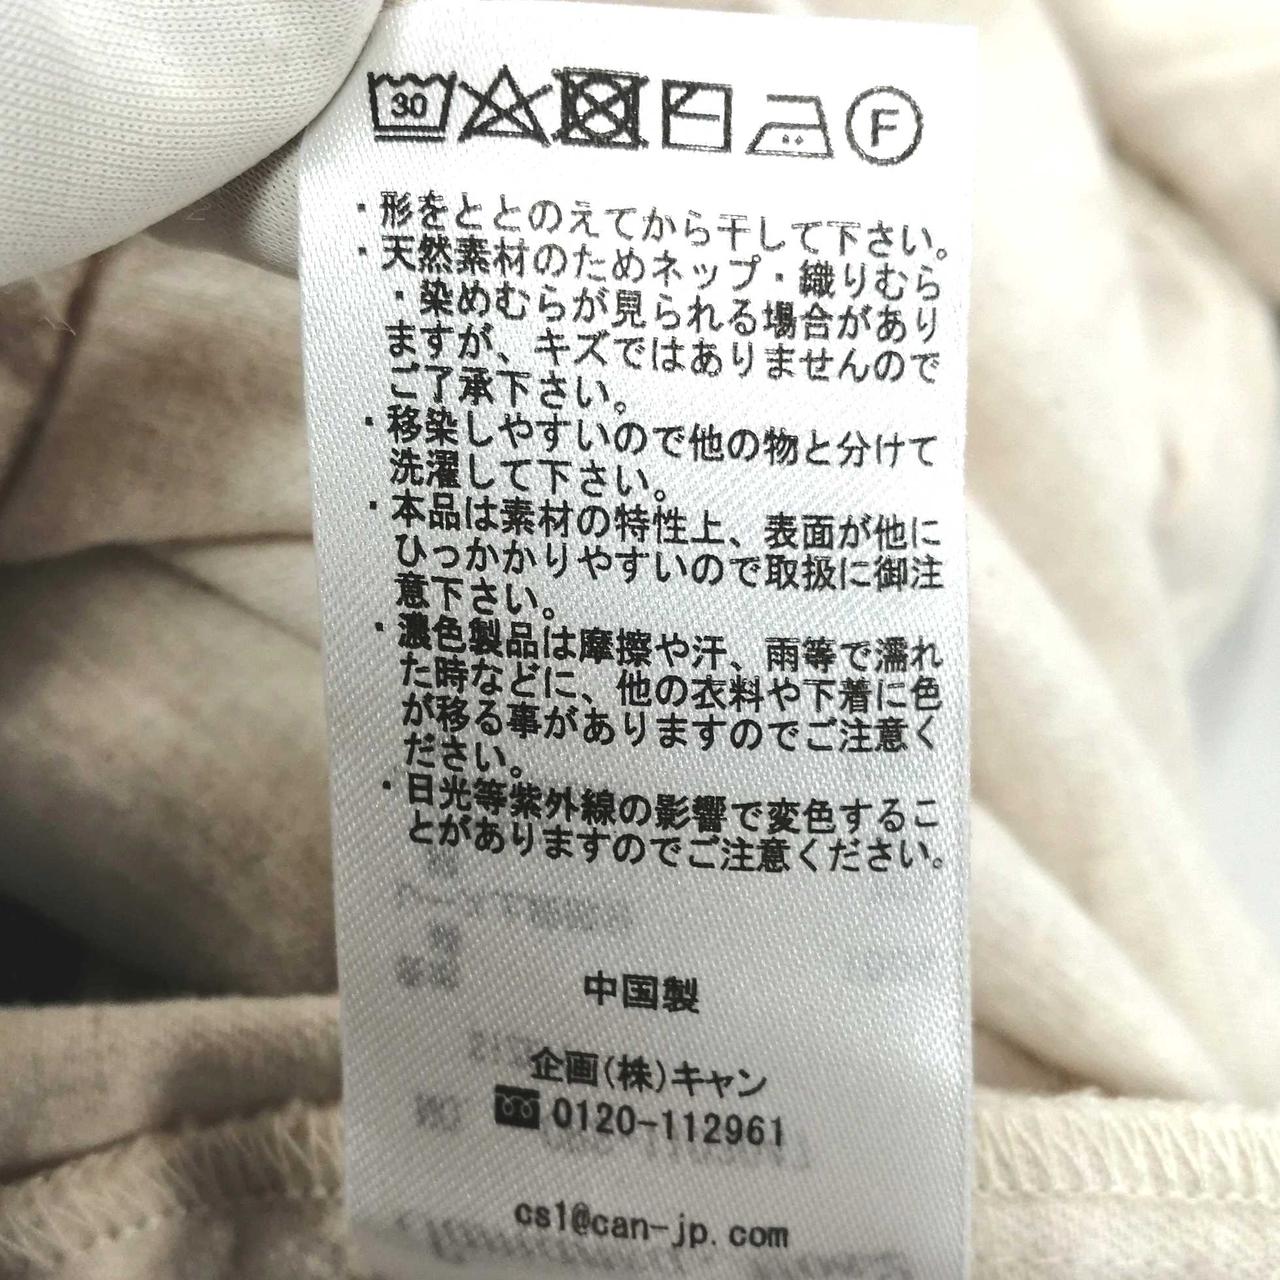 30
F
・形をととのえてから干して下さい。
・天然素材のためネップ・織りむら
・染めむらが見られる場合があり
ますが、キズではありませんので
ご了承下さい。
・移染しやすいので他の物と分けて
洗濯して下さい。
・本品は素材の特性上、表面が他に
ひっかかりやすいので取扱に御注
意下さい。
・濃色製品は摩擦や汗、雨等で濡れ
た時などに、他の衣料や下着に色
が移る事がありますのでご注意く
ださい。
・日光等紫外線の影響で変色するこ
とがありますのでご注意ください。
中国製
企画(株)キャン
0120-112961
cs1@can-jp.com